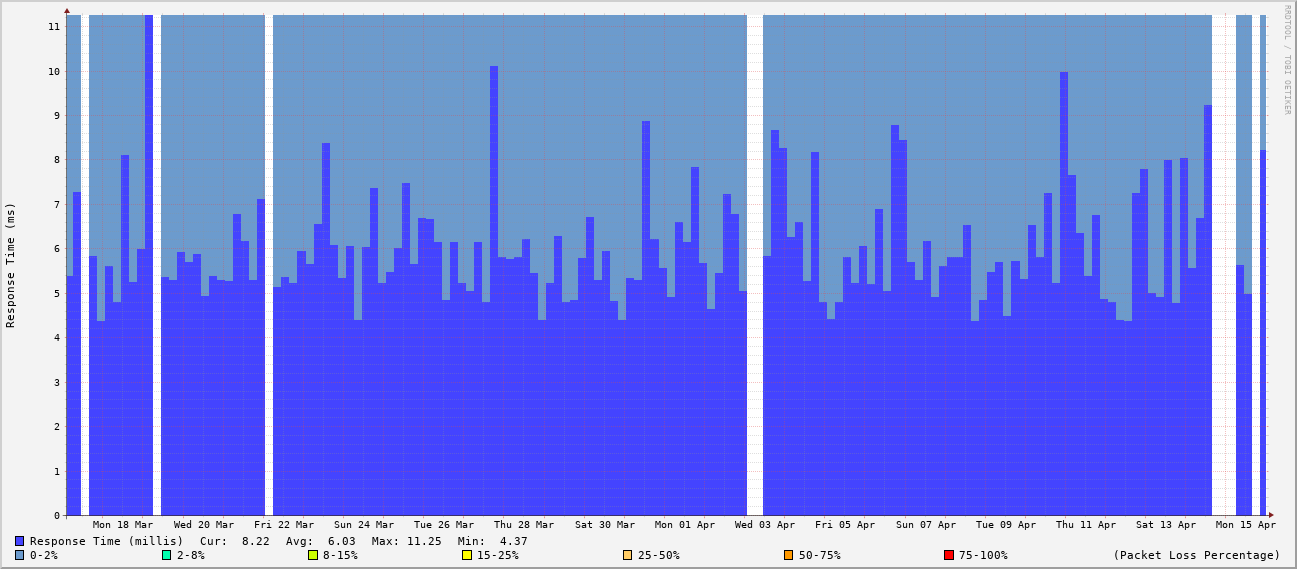 RRDTOOL / TOBI OETIKER
Response Time (ms)
11
10
9
8
7
6
5
4
3
2
1
0
Mon 18 Mar Wed 20 Mar Fri 22 Mar Sun 24 Mar Tue 26 Mar Thu 28 Mar Sat 30 Mar Mon 01 Apr Wed 03 Apr Fri 05 Apr Sun 07 Apr Tue 09 Apr Thu 11 Apr Sat 13 Apr Mon 15 Apr
Response Time (millis) Cur: 8.22 Avg: 6.03 Max: 11.25 Min: 4.37
0-2% 2-8% 8-15% 15-25% 25-50% 50-75% 75-100% (Packet Loss Percentage)